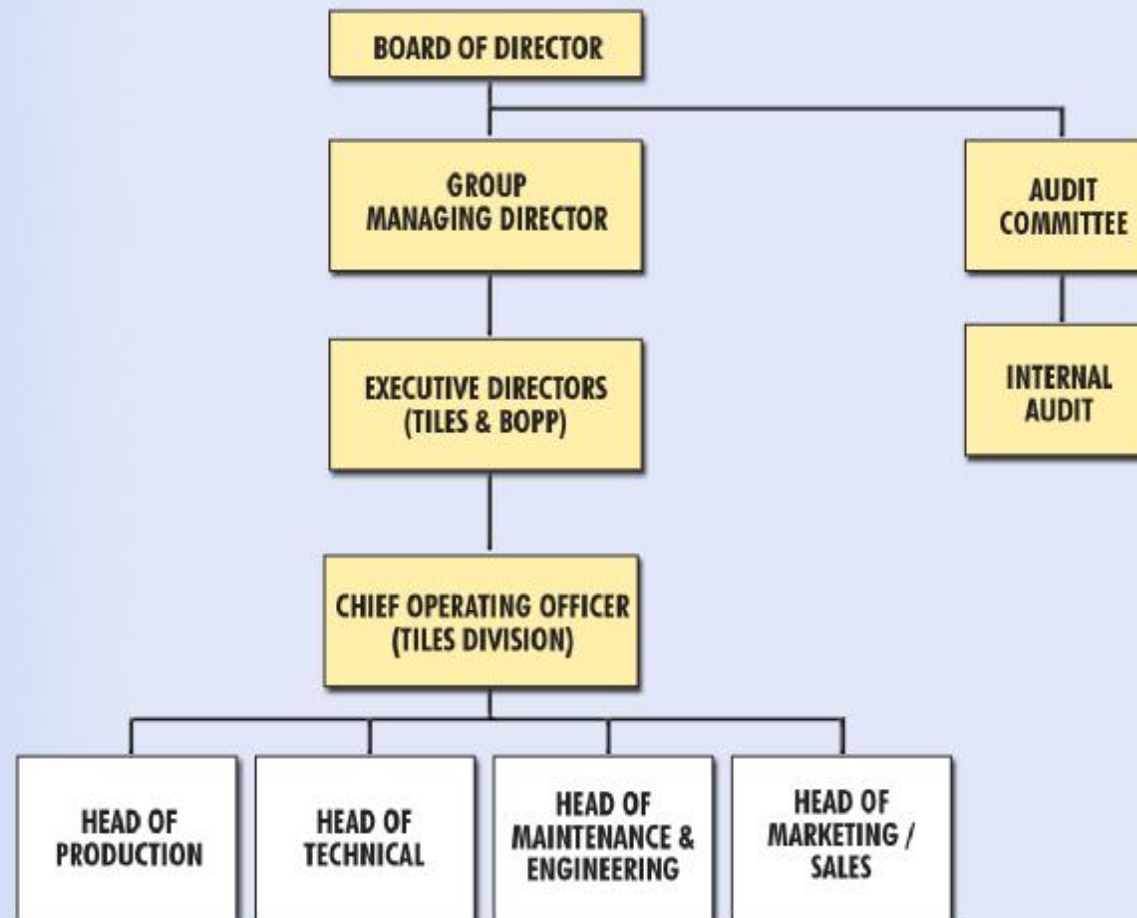 BOARD OF DIRECTOR
GROUP
MANAGING DIRECTOR
AUDIT
COMMITTEE
EXECUTIVE DIRECTORS
(TILES & BOPP)
INTERNAL
AUDIT
CHIEF OPERATING OFFICER
(TILES DIVISION)
HEAD OF
PRODUCTION
HEAD OF
TECHNICAL
HEAD OF
MAINTENANCE &
ENGINEERING
HEAD OF
MARKETING /
SALES